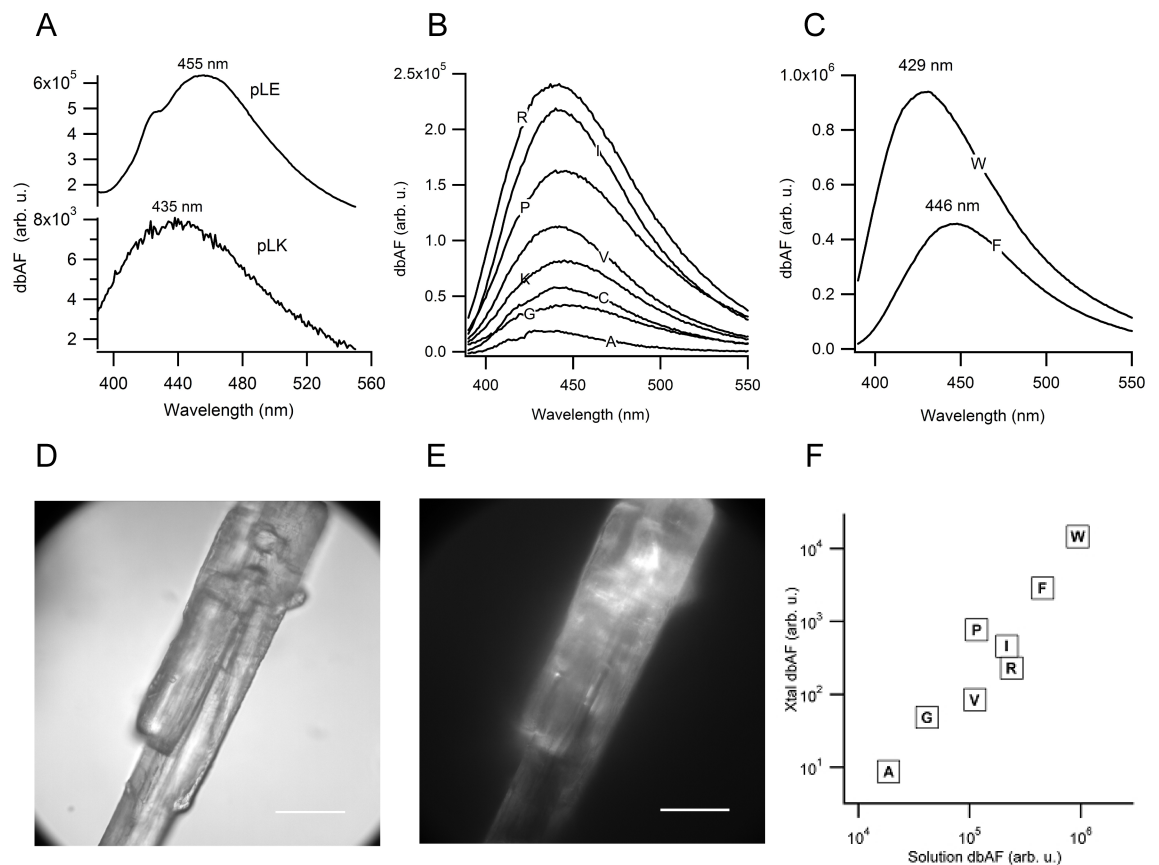 A
455 nm
6x10⁵
5
4
3
2
pLE
435 nm
8x10³
6
4
2
pLK
dbAF (arb. u.)
400 440 480 520 560
Wavelength (nm)
B
2.5x10⁵
2.0
1.5
1.0
0.5
0.0
R
I
P
V
K
C
G
A
dbAF (arb. u.)
400 450 500 550
Wavelength (nm)
C
429 nm
1.0x10⁶
0.8
0.6
0.4
0.2
0.0
W
446 nm
F
dbAF (arb. u.)
400 450 500 550
Wavelength (nm)
D
E
F
10⁴
10³
10²
10¹
W
F
P
I
R
V
G
A
Xtal dbAF (arb. u.)
10⁴ 10⁵ 10⁶
Solution dbAF (arb. u.)